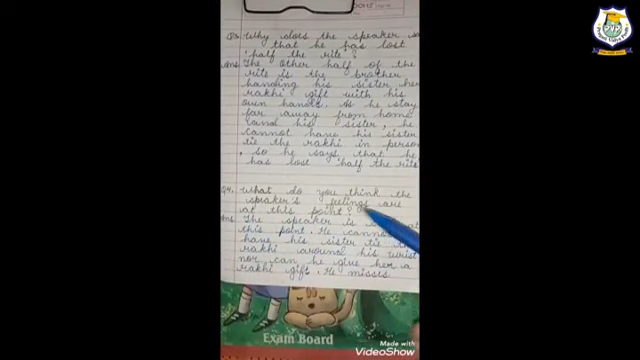 Q3. Why does the speaker
that he has lost
'half the rite'?
Ans The other half of the
rite is the brother
handing his sister her
rakhi gift with his
own hands. As he stay
far away from home
and his sister, he
cannot have his sister
tie the rakhi in person
. So he says that he
has lost 'half the rite
Q4. What do you think the
speaker's feelings are
at this point?
Ans The speaker is
this point. He cannot
have his sister tie
rakhi around his wrist
nor can he give her a
rakhi gift. He misses
Exam Board
Made with
VideoShow